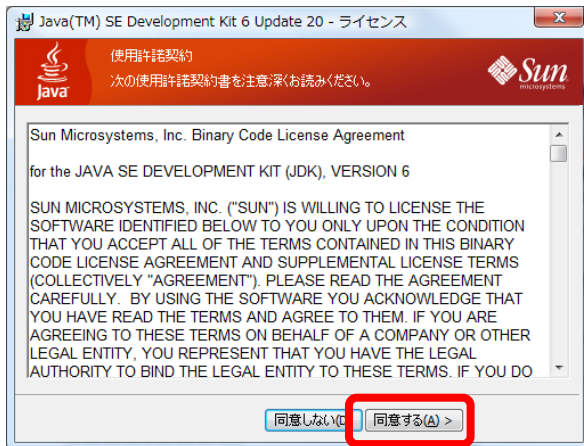 Java(TM) SE Development Kit 6 Update 20 - ライセンス
使用許諾契約
次の使用許諾契約書を注意深くお読みください。
Java
Sun
microsystems
Sun Microsystems, Inc. Binary Code License Agreement
for the JAVA SE DEVELOPMENT KIT (JDK), VERSION 6
SUN MICROSYSTEMS, INC. ("SUN") IS WILLING TO LICENSE THE
SOFTWARE IDENTIFIED BELOW TO YOU ONLY UPON THE CONDITION
THAT YOU ACCEPT ALL OF THE TERMS CONTAINED IN THIS BINARY
CODE LICENSE AGREEMENT AND SUPPLEMENTAL LICENSE TERMS
(COLLECTIVELY "AGREEMENT"). PLEASE READ THE AGREEMENT
CAREFULLY. BY USING THE SOFTWARE YOU ACKNOWLEDGE THAT
YOU HAVE READ THE TERMS AND AGREE TO THEM. IF YOU ARE
AGREEING TO THESE TERMS ON BEHALF OF A COMPANY OR OTHER
LEGAL ENTITY, YOU REPRESENT THAT YOU HAVE THE LEGAL
AUTHORITY TO BIND THE LEGAL ENTITY TO THESE TERMS. IF YOU DO
同意しない(D 同意する(A) >